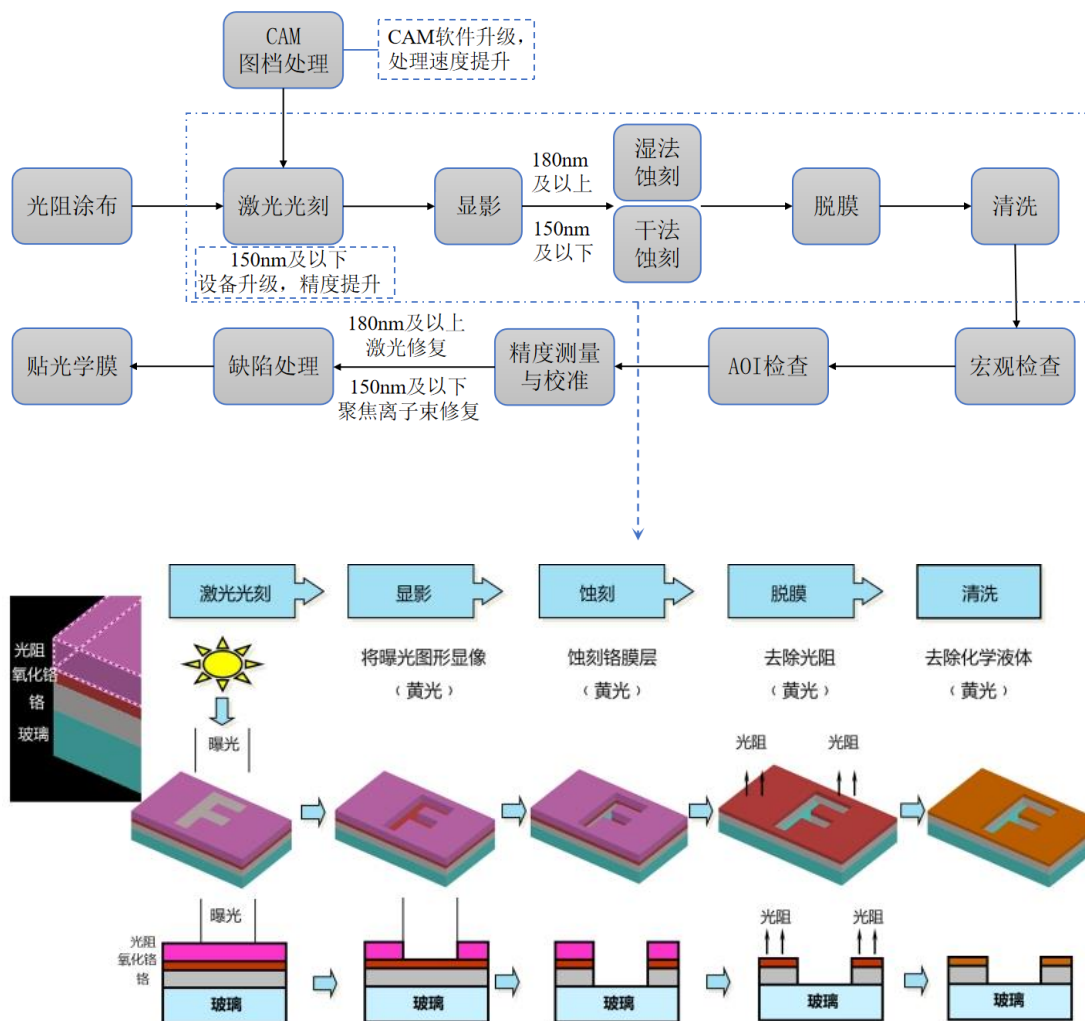 CAM
图档处理
CAM软件升级，
处理速度提升
光阻涂布
激光光刻
显影
180nm
及以上
150nm
及以下
湿法
蚀刻
干法
蚀刻
脱膜
清洗
150nm及以下
设备升级，精度提升
贴光学膜
缺陷处理
180nm及以上
激光修复
150nm及以下
聚焦离子束修复
精度测量
与校准
AOI检查
宏观检查
激光光刻
显影
蚀刻
脱膜
清洗
将曝光图形显像
（黄光）
蚀刻铬膜层
（黄光）
去除光阻
（黄光）
去除化学液体
（黄光）
光阻
氧化铬
铬
玻璃
曝光
光阻
光阻
曝光
光阻
氧化铬
铬
玻璃
玻璃
玻璃
光阻
光阻
玻璃
玻璃